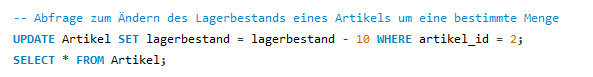 -- Abfrage zum Ändern des Lagerbestands eines Artikels um eine bestimmte Menge
UPDATE Artikel SET lagerbestand = lagerbestand - 10 WHERE artikel_id = 2;
SELECT * FROM Artikel;